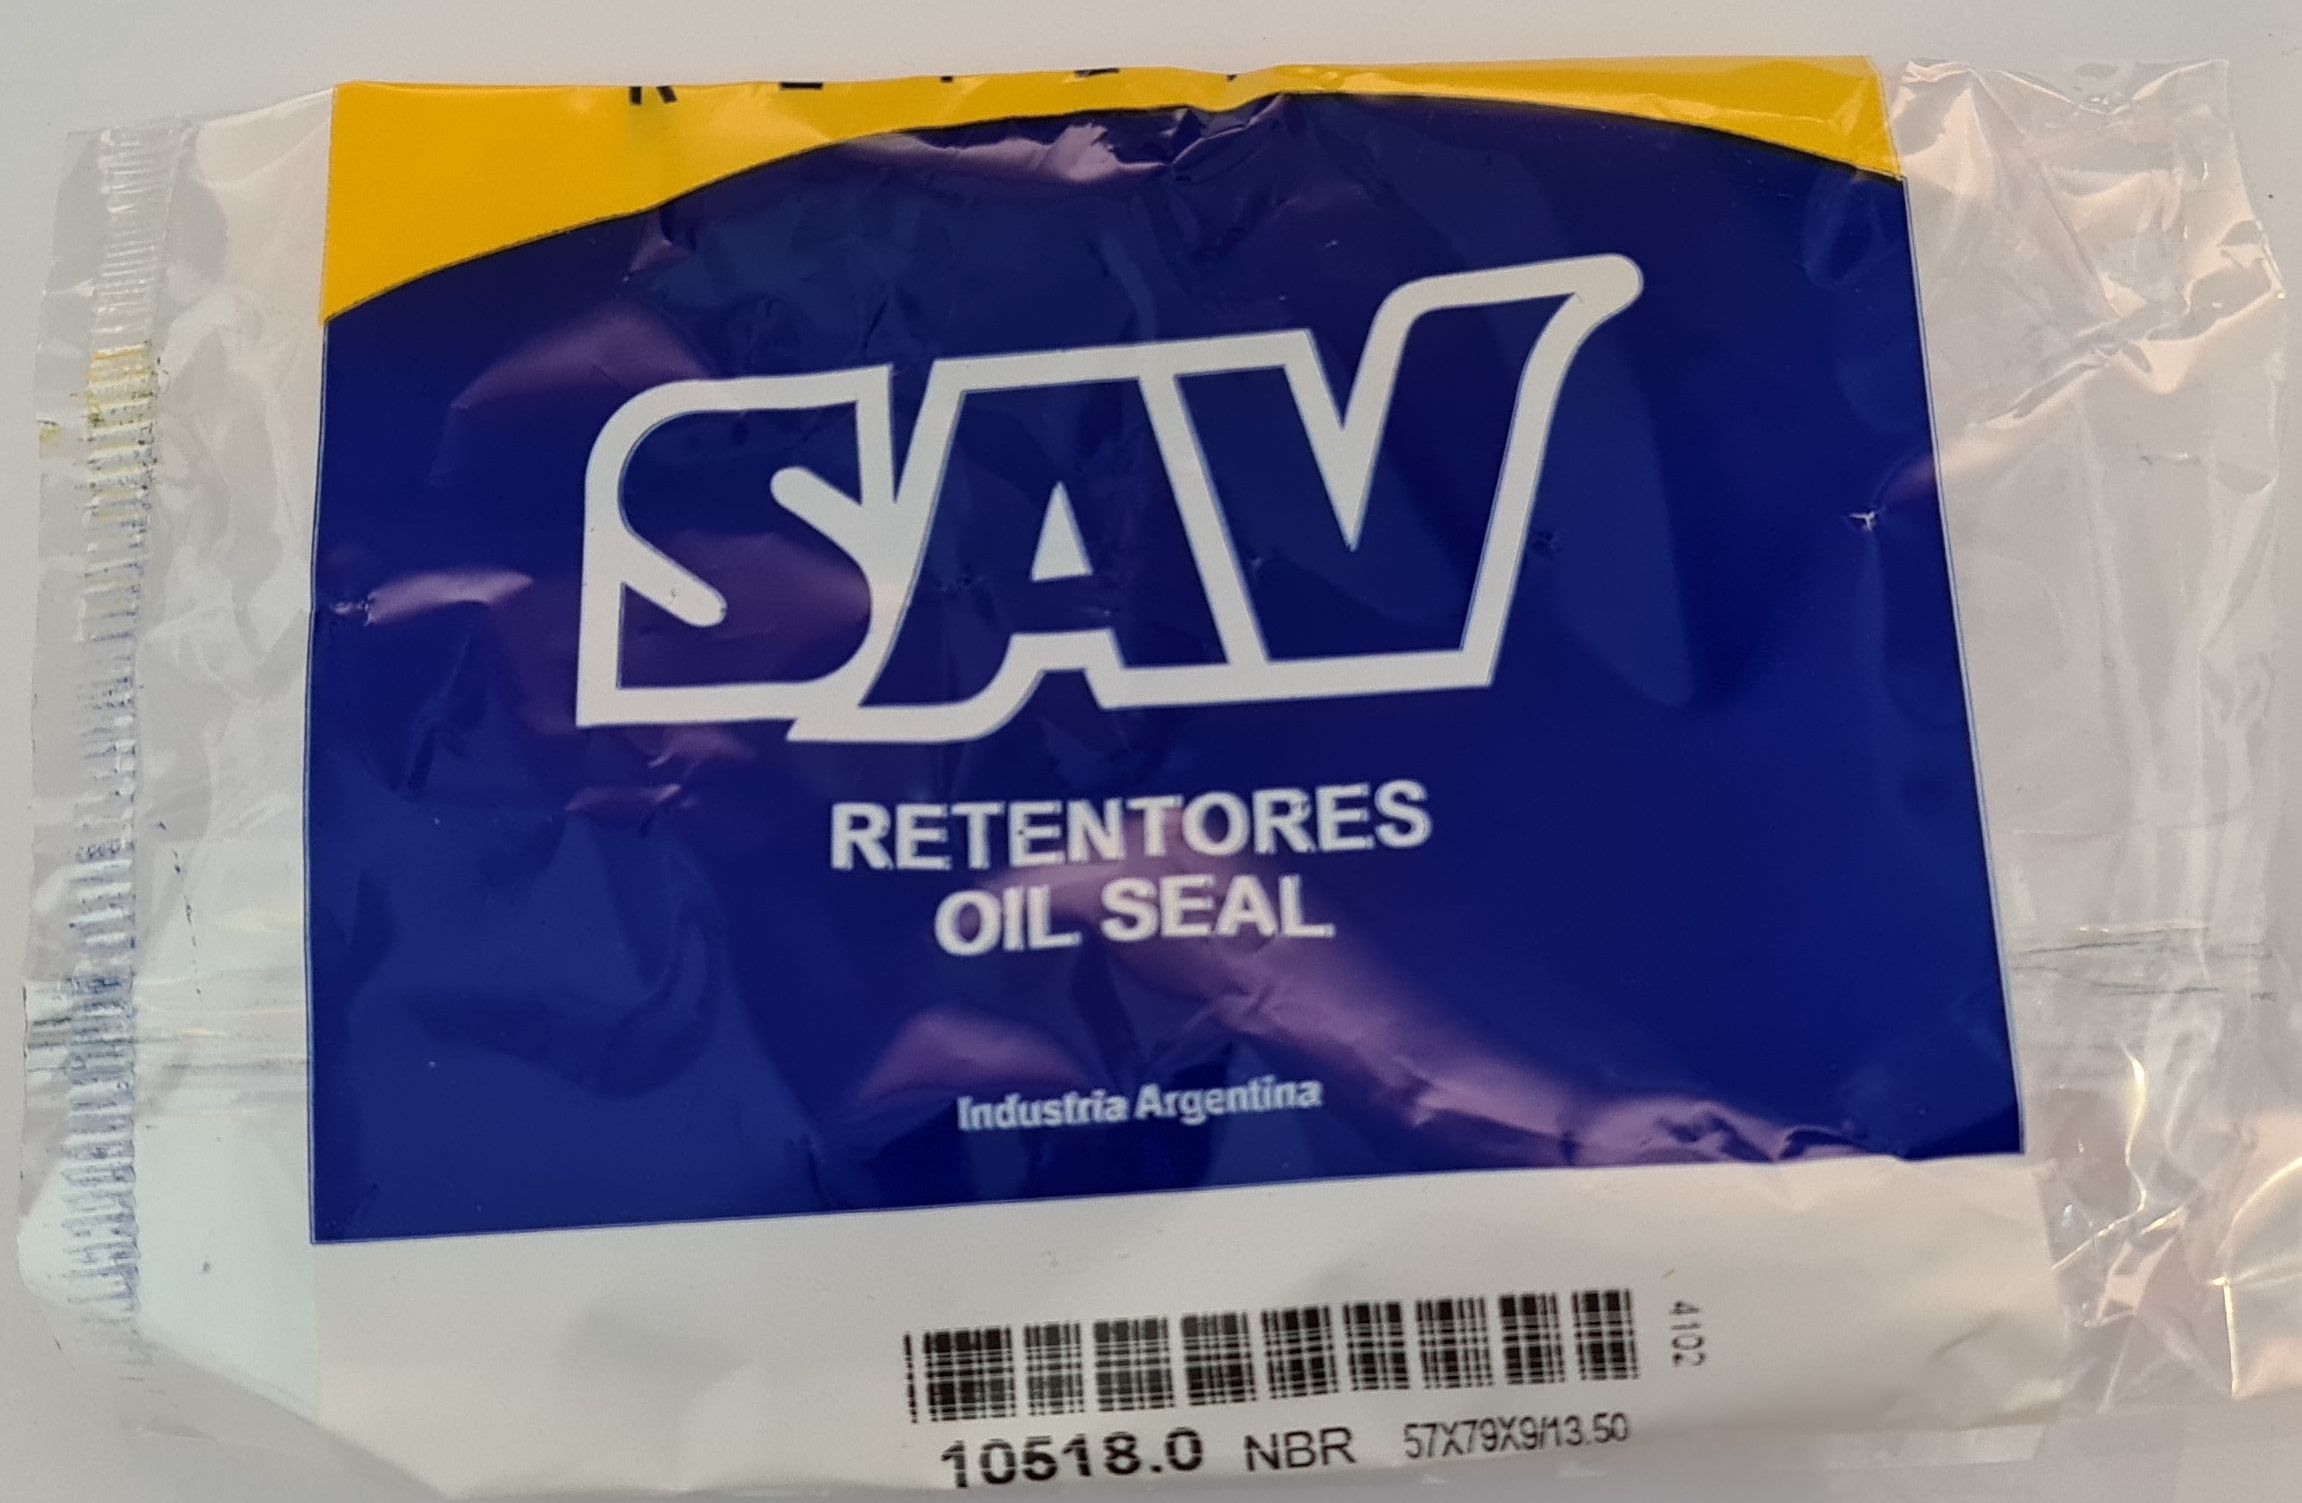 SAV
RETENTORES
OIL SEAL
Industria Argentina
4102
10518.0 NBR 57X79X9/13.50